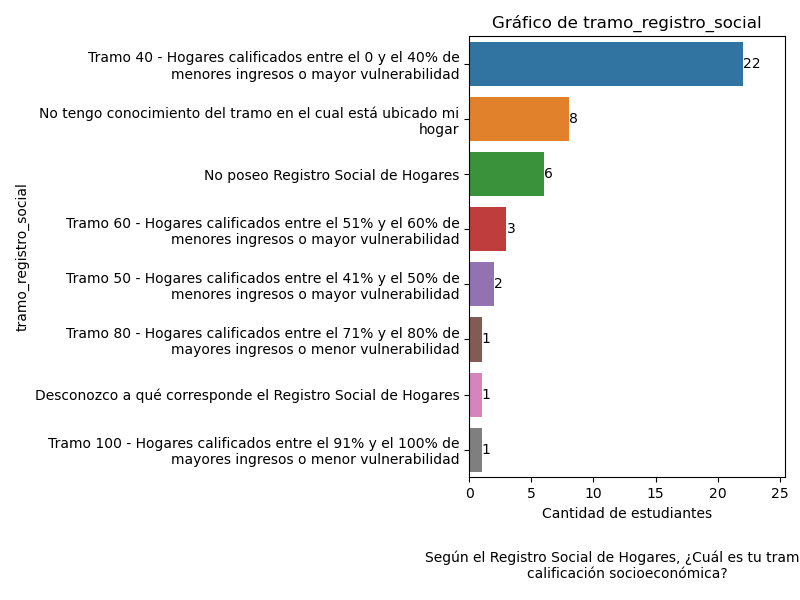 Gráfico de tramo_registro_social
Tramo 40 - Hogares calificados entre el 0 y el 40% de
menores ingresos o mayor vulnerabilidad
22
No tengo conocimiento del tramo en el cual está ubicado mi
hogar
8
No poseo Registro Social de Hogares
6
Tramo 60 - Hogares calificados entre el 51% y el 60% de
menores ingresos o mayor vulnerabilidad
3
Tramo 50 - Hogares calificados entre el 41% y el 50% de
menores ingresos o mayor vulnerabilidad
2
Tramo 80 - Hogares calificados entre el 71% y el 80% de
mayores ingresos o menor vulnerabilidad
1
Desconozco a qué corresponde el Registro Social de Hogares
1
Tramo 100 - Hogares calificados entre el 91% y el 100% de
mayores ingresos o menor vulnerabilidad
1
tramo_registro_social
0 5 10 15 20 25
Cantidad de estudiantes
Según el Registro Social de Hogares, ¿Cuál es tu tram
calificación socioeconómica?